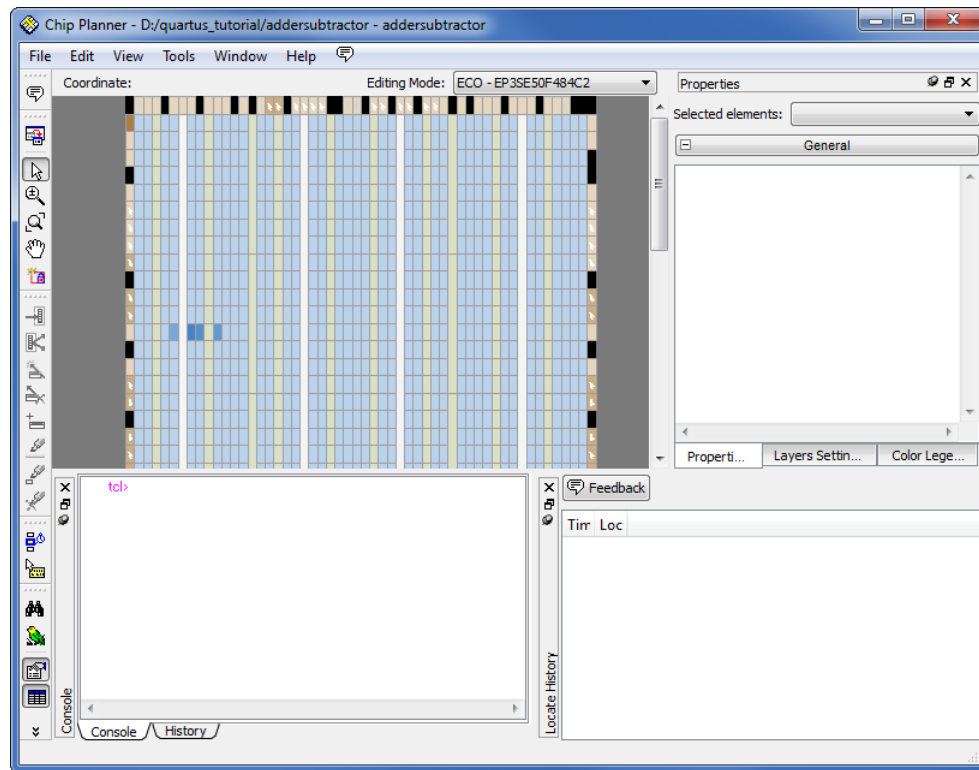 Chip Planner - D:/quartus_tutorial/addersubtractor - addersubtractor
File Edit View Tools Window Help
Coordinate: Editing Mode: ECO - EP3SE50F484C2
Properties
Selected elements:
General
Properti... Layers Settin... Color Lege...
tcl>
Console
Console History
Feedback
Tim Loc
Locate History